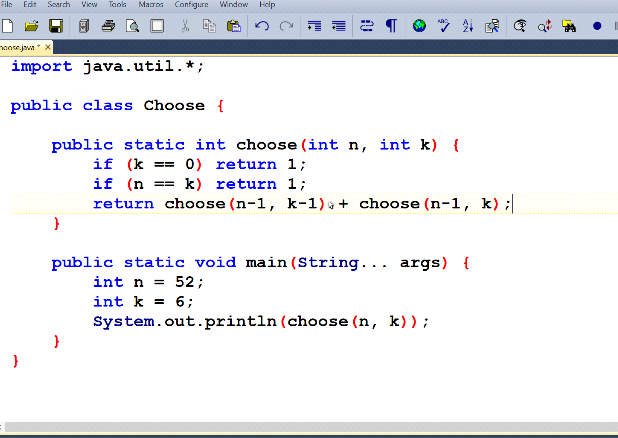 File Edit Search View Tools Macros Configure Window Help
hoose.java * ✕
import java.util.*;
public class Choose {
public static int choose(int n, int k) {
if (k == 0) return 1;
if (n == k) return 1;
return choose(n-1, k-1) + choose(n-1, k);
}
public static void main(String... args) {
int n = 52;
int k = 6;
System.out.println(choose(n, k));
}
}